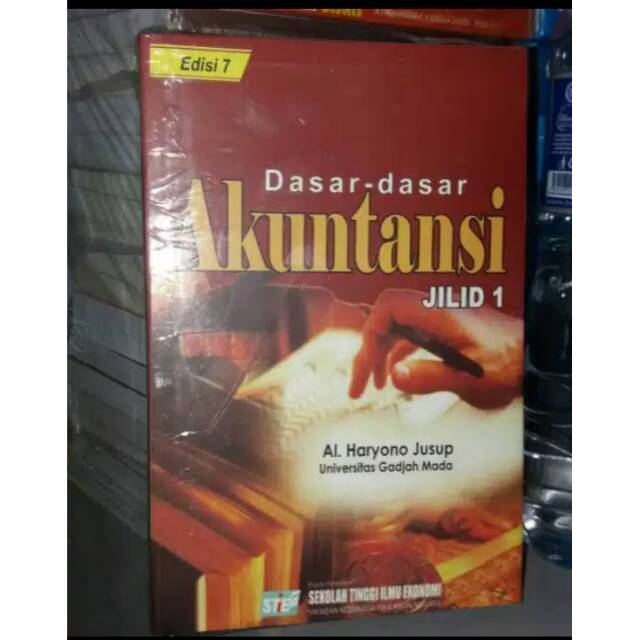 Edisi 7
Dasar-dasar
Akuntansi
JILID 1
Al. Haryono Jusup
Universitas Gadjah Mada
STIE
SEKOLAH TINGGI ILMU EKONOMI